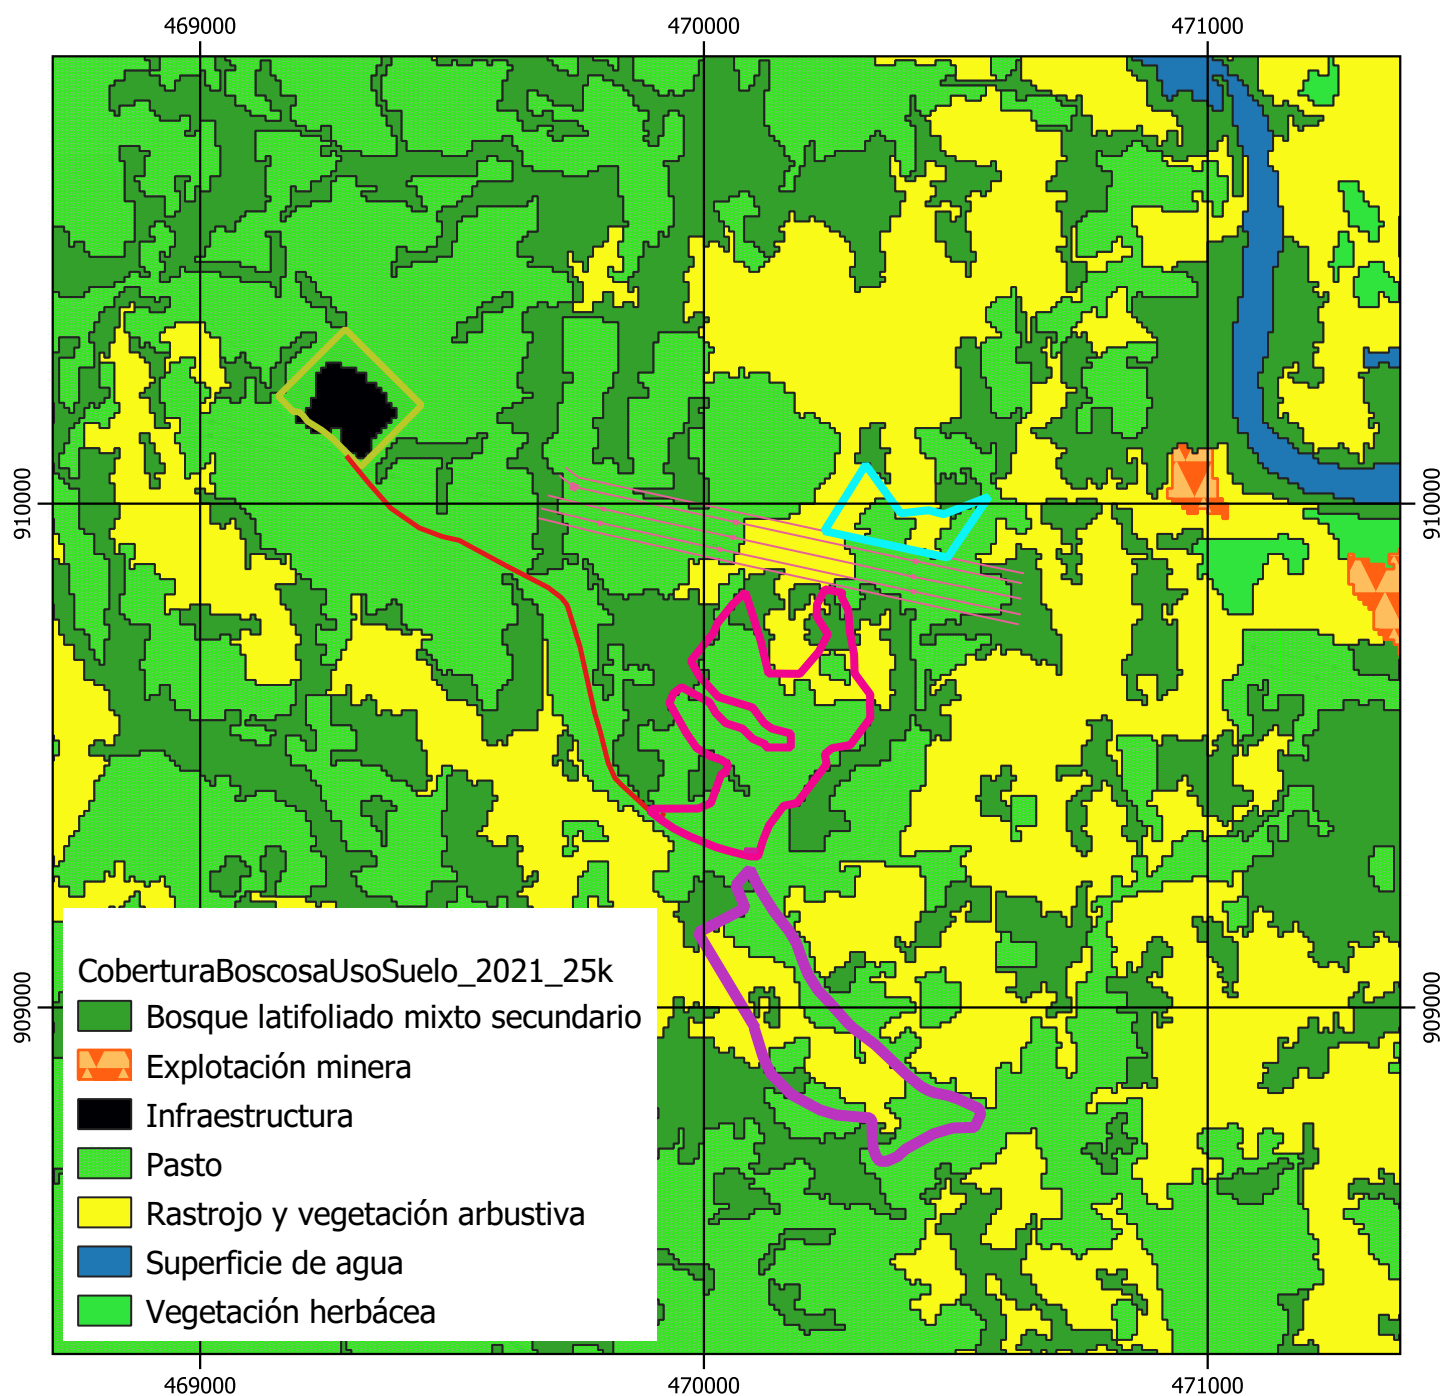 469000 470000 471000
910000 910000
CoberturaBoscosaUsoSuelo_2021_25k
Bosque latifoliado mixto secundario
909000 909000
Explotación minera
Infraestructura
Pasto
Rastrojo y vegetación arbustiva
Superficie de agua
Vegetación herbácea
469000 470000 471000